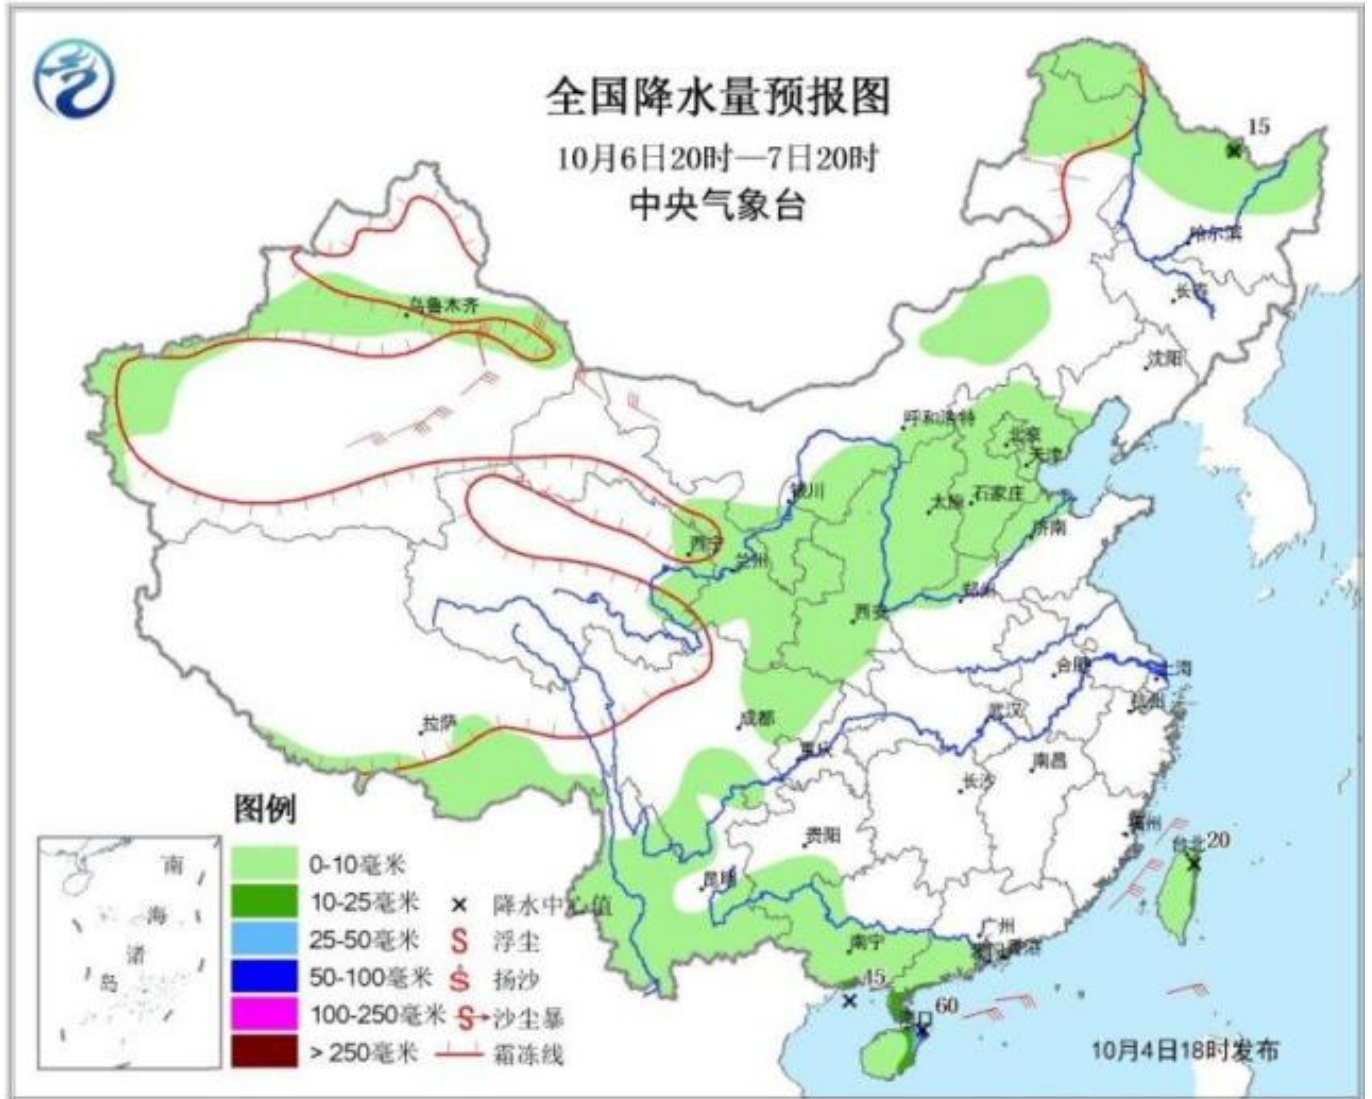 全国降水量预报图
10月6日20时—7日20时
中央气象台
15
哈尔滨
长春
乌鲁木齐
沈阳
呼和浩特
北京
天津
银川
太原
石家庄
济南
西宁
兰州
郑州
西安
合肥
上海
杭州
武汉
拉萨
成都
重庆
南昌
长沙
贵阳
福州
台北
20
昆明
广州
香港
南宁
45
海口
60
图例
0-10毫米
10-25毫米
25-50毫米
50-100毫米
100-250毫米
> 250毫米
降水中心值
浮尘
扬沙
沙尘暴
霜冻线
南
海
诸
岛
10月4日18时发布